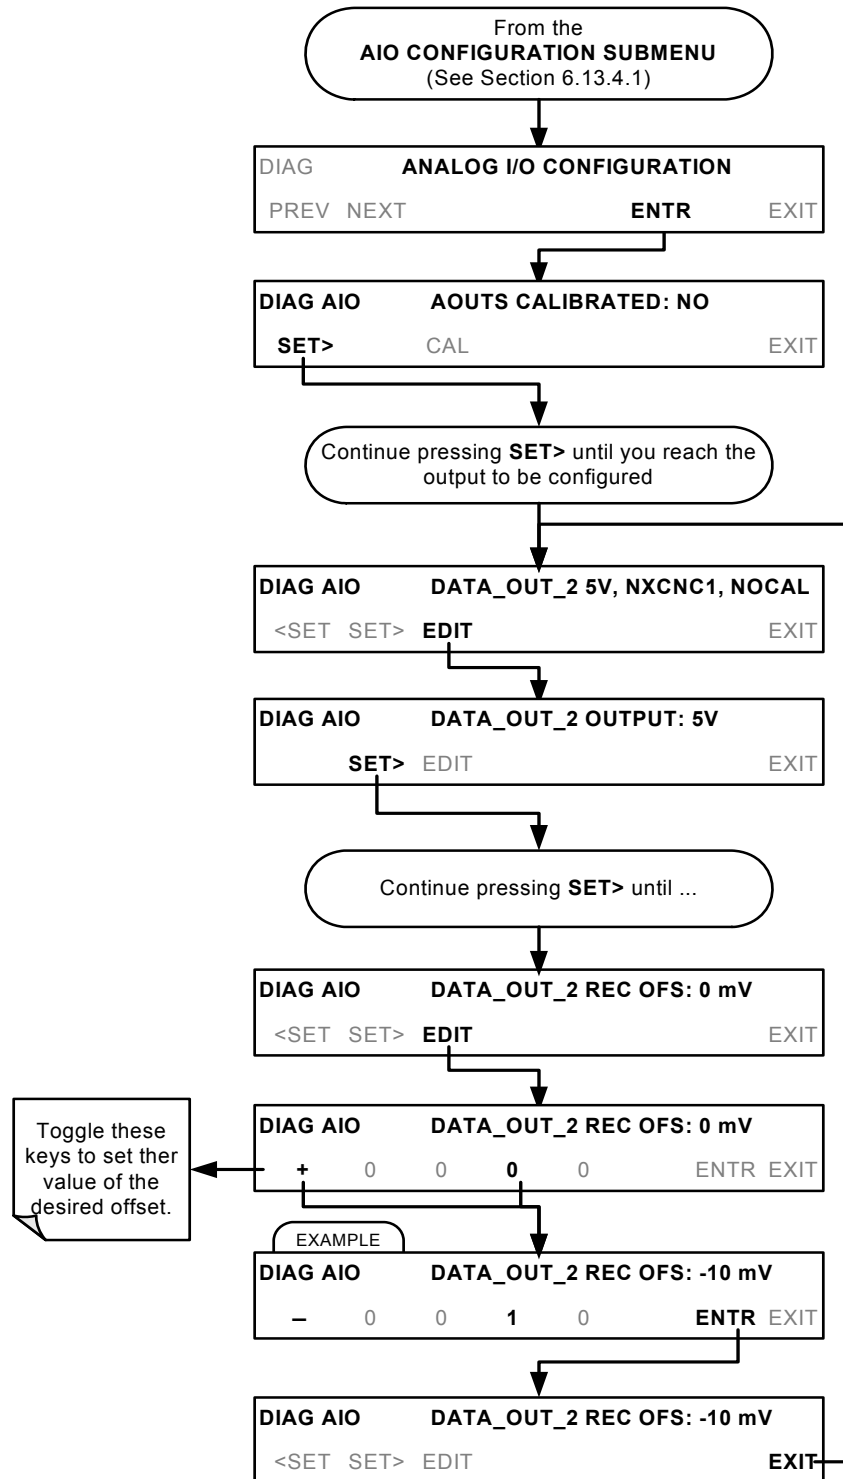 From the
AIO CONFIGURATION SUBMENU
(See Section 6.13.4.1)
DIAG ANALOG I/O CONFIGURATION
PREV NEXT ENTR EXIT
DIAG AIO AOUTS CALIBRATED: NO
SET> CAL EXIT
Continue pressing SET> until you reach the
output to be configured
DIAG AIO DATA_OUT_2 5V, NXCNC1, NOCAL
<SET SET> EDIT EXIT
DIAG AIO DATA_OUT_2 OUTPUT: 5V
SET> EDIT EXIT
Continue pressing SET> until ...
DIAG AIO DATA_OUT_2 REC OFS: 0 mV
<SET SET> EDIT EXIT
Toggle these
keys to set ther
value of the
desired offset.
DIAG AIO DATA_OUT_2 REC OFS: 0 mV
+ 0 0 0 0 ENTR EXIT
EXAMPLE
DIAG AIO DATA_OUT_2 REC OFS: -10 mV
– 0 0 1 0 ENTR EXIT
DIAG AIO DATA_OUT_2 REC OFS: -10 mV
<SET SET> EDIT EXIT